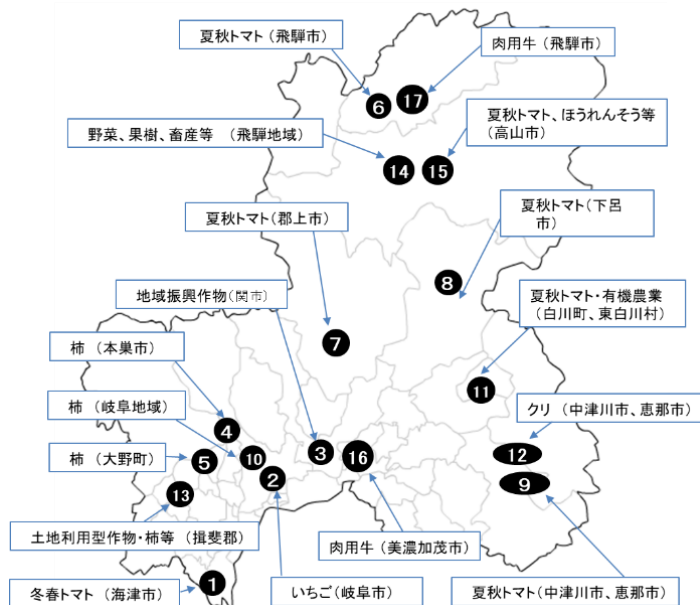 夏秋トマト（飛騨市）
肉用牛（飛騨市）
6
17
夏秋トマト、ほうれんそう等
（高山市）
野菜、果樹、畜産等　（飛騨地域）
14
15
夏秋トマト（下呂
市）
夏秋トマト（郡上市）
8
地域振興作物（関市）
夏秋トマト・有機農業
（白川町、東白川村）
7
柿　（本巣市）
11
柿　（岐阜地域）
クリ　（中津川市、恵那市）
4
柿　（大野町）
5
10
3
16
12
2
9
13
土地利用型作物・柿等　（揖斐郡）
肉用牛（美濃加茂市）
1
冬春トマト（海津市）
いちご（岐阜市）
夏秋トマト（中津川市、恵那市）